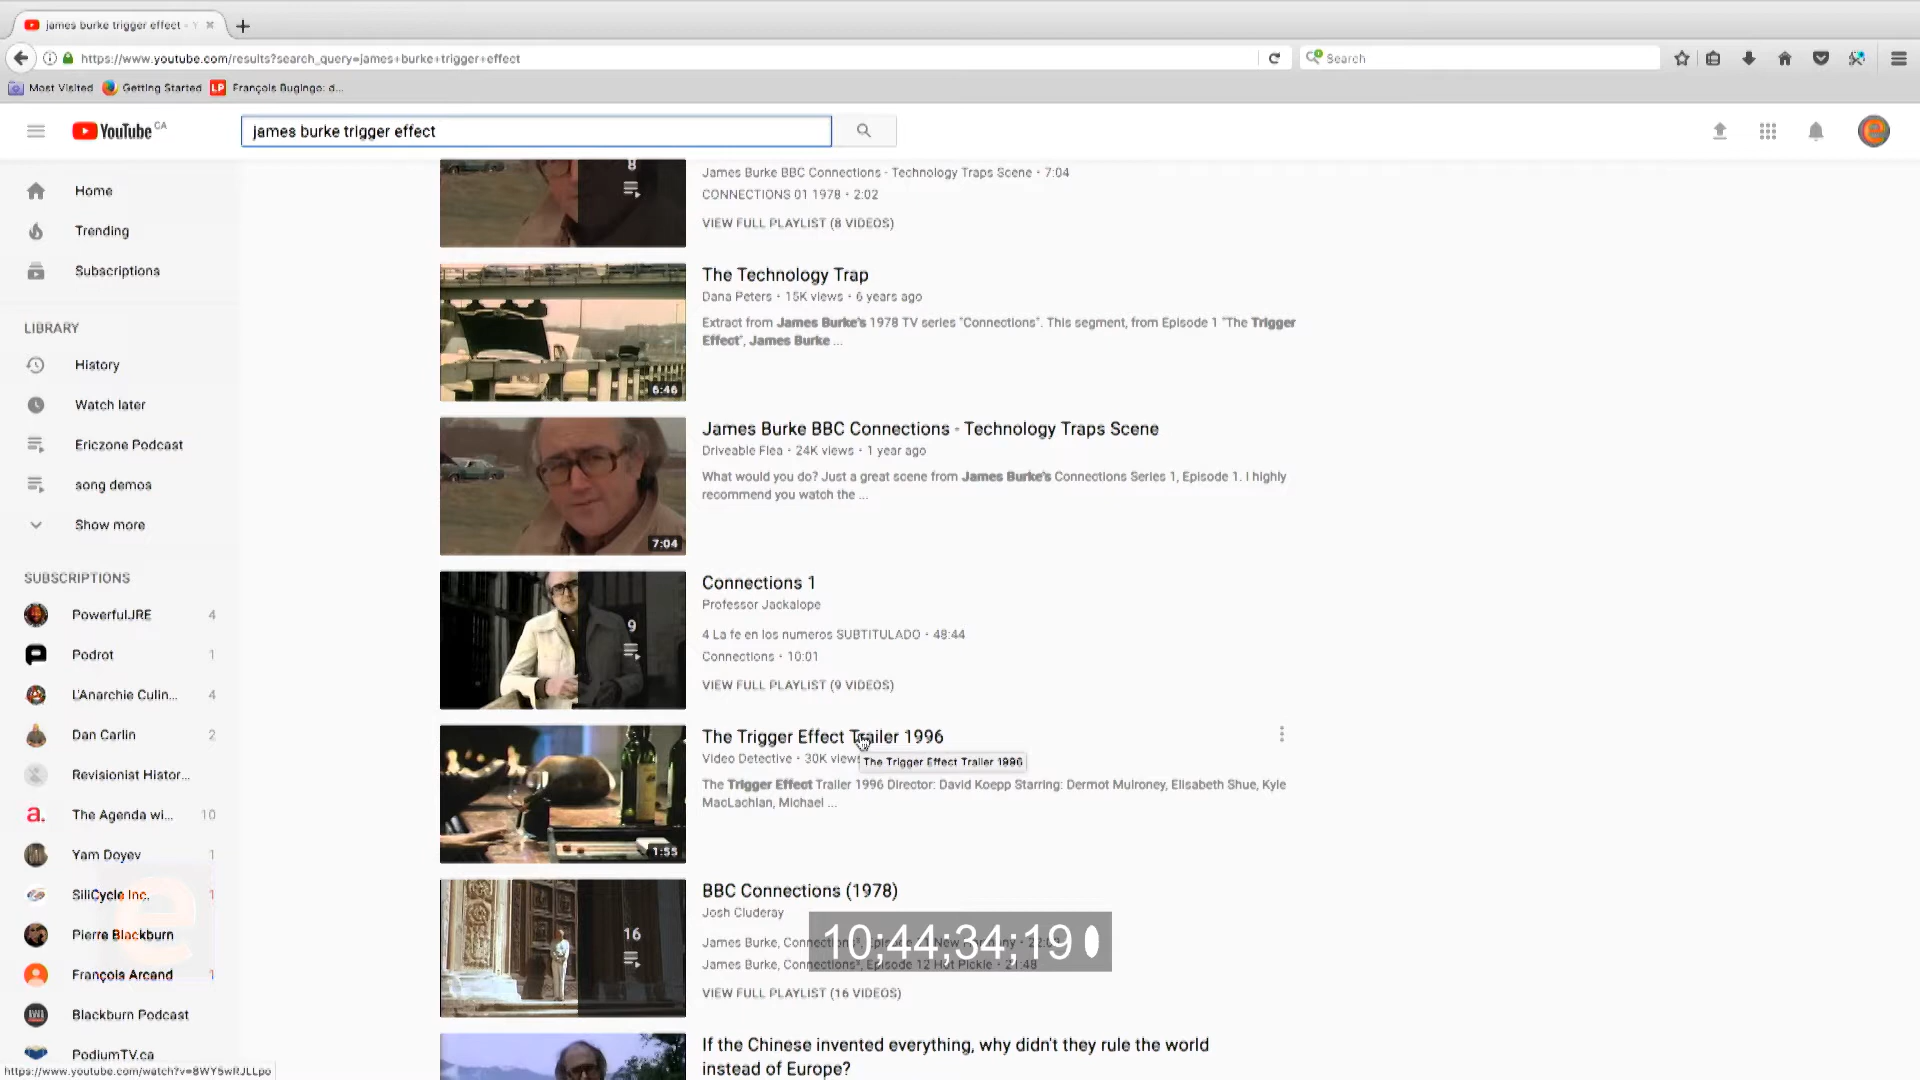 james burke trigger effect - Y
https://www.youtube.com/results?search_query=james+burke+trigger+effect
Search
Most Visited
Getting Started
LP
François Bugingo: d...
YouTube CA
james burke trigger effect
Home
Trending
Subscriptions
LIBRARY
History
Watch later
Ericzone Podcast
song demos
Show more
SUBSCRIPTIONS
PowerfulJRE 4
Podrot 1
L'Anarchie Culin... 4
Dan Carlin 2
Revisionist Histor...
The Agenda wi... 10
Yam Doyev 1
SiliCycle Inc. 1
Pierre Blackburn
François Arcand 1
Blackburn Podcast
PodiumTV.ca
https://www.youtube.com/watch?v=8WY5wRJLLpo
8
James Burke BBC Connections - Technology Traps Scene • 7:04
CONNECTIONS 01 1978 • 2:02
VIEW FULL PLAYLIST (8 VIDEOS)
6:46
The Technology Trap
Dana Peters • 15K views • 6 years ago
Extract from James Burke's 1978 TV series "Connections". This segment, from Episode 1 "The Trigger
Effect", James Burke ...
7:04
James Burke BBC Connections - Technology Traps Scene
Driveable Flea • 24K views • 1 year ago
What would you do? Just a great scene from James Burke's Connections Series 1, Episode 1. I highly
recommend you watch the ...
9
Connections 1
Professor Jackalope
4 La fe en los numeros SUBTITULADO • 48:44
Connections • 10:01
VIEW FULL PLAYLIST (9 VIDEOS)
1:55
The Trigger Effect Trailer 1996
Video Detective • 30K views
The Trigger Effect Trailer 1996
The Trigger Effect Trailer 1996 Director: David Koepp Starring: Dermot Mulroney, Elisabeth Shue, Kyle
MacLachlan, Michael ...
16
BBC Connections (1978)
Josh Cluderay
James Burke, Connections², Episode 11 New Harmony
James Burke, Connections², Episode 12 Hot Pickle • 21:48
10;44;34;19
VIEW FULL PLAYLIST (16 VIDEOS)
If the Chinese invented everything, why didn't they rule the world
instead of Europe?